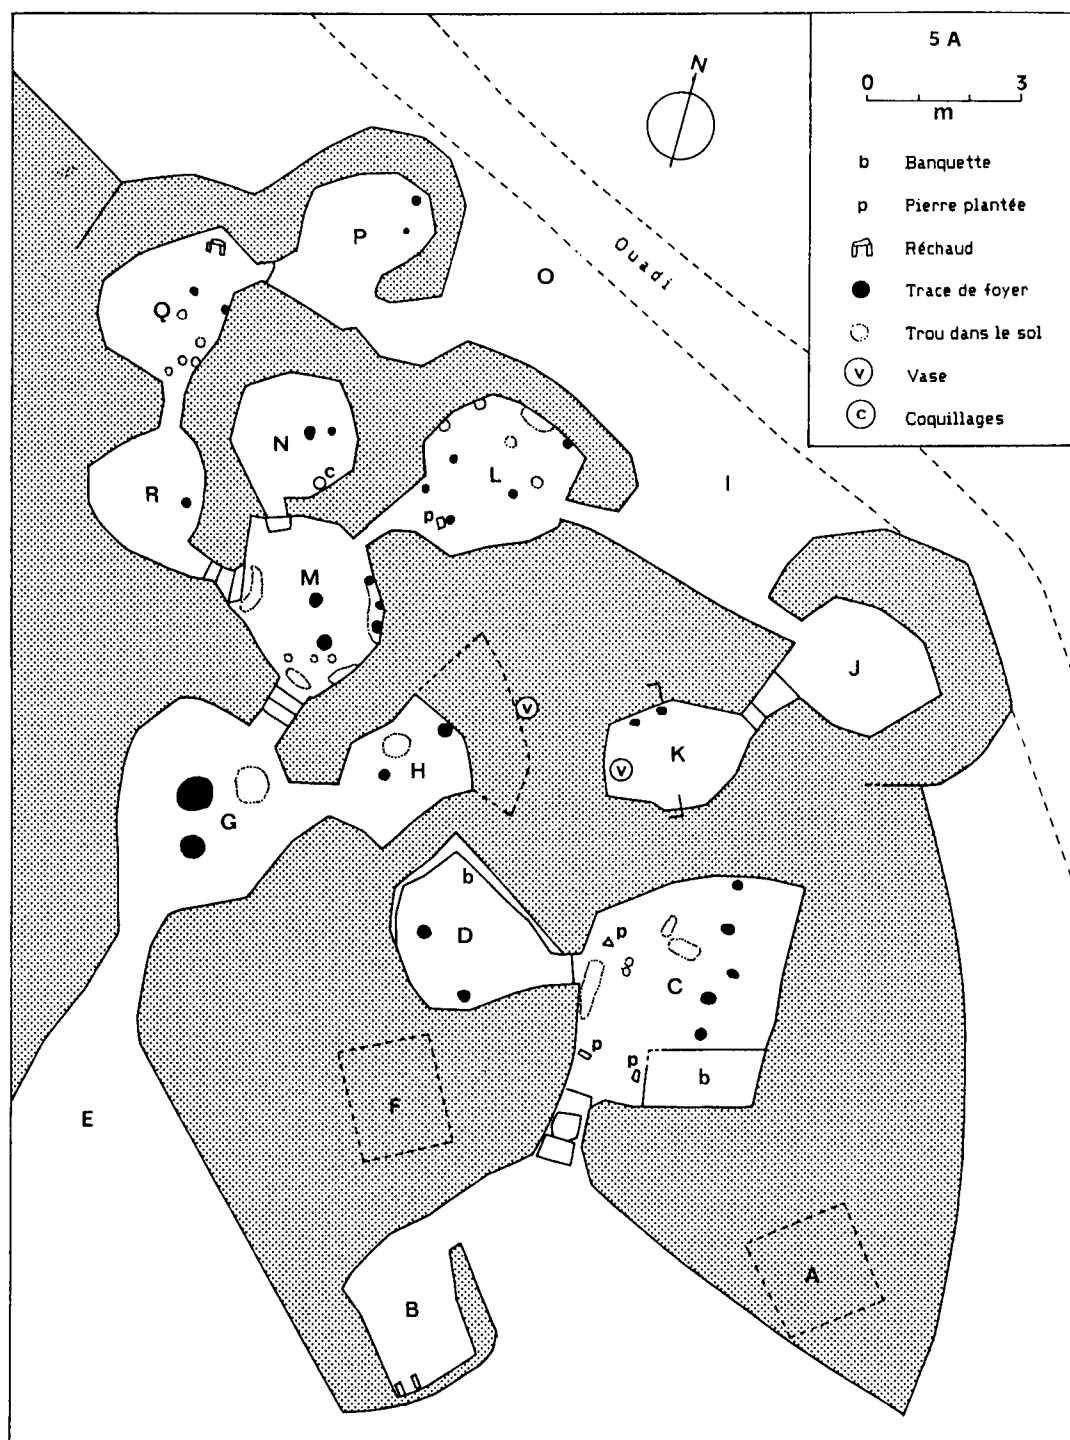 5 A
0 3
m
b Banquette
p Pierre plantée
Réchaud
Trace de foyer
Trou dans le sol
v Vase
c Coquillages
N
Ouadi
P
O
Q
N
c
L
I
R
p
M
J
v
K
H
v
G
b
D
p
C
p
p
b
F
E
A
B